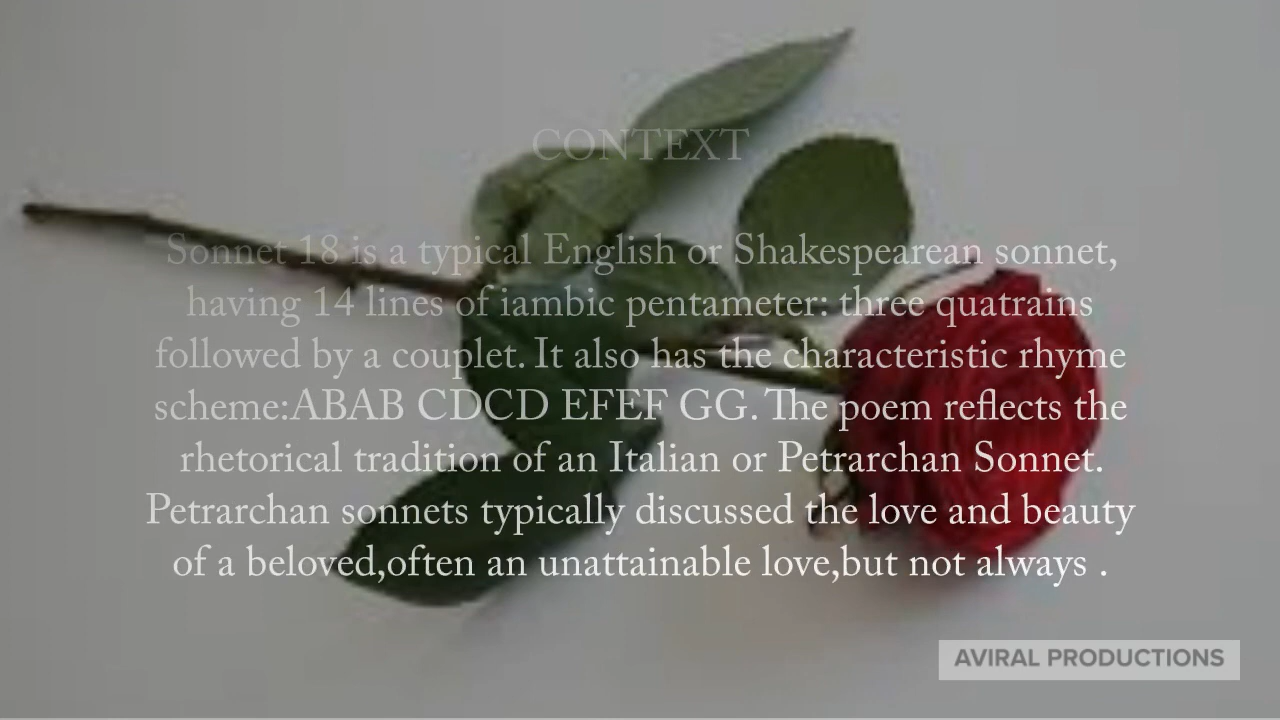 CONTEXT
Sonnet 18 is a typical English or Shakespearean sonnet,
having 14 lines of iambic pentameter: three quatrains
followed by a couplet. It also has the characteristic rhyme
scheme:ABAB CDCD EFEF GG. The poem reflects the
rhetorical tradition of an Italian or Petrarchan Sonnet.
Petrarchan sonnets typically discussed the love and beauty
of a beloved,often an unattainable love,but not always .
AVIRAL PRODUCTIONS